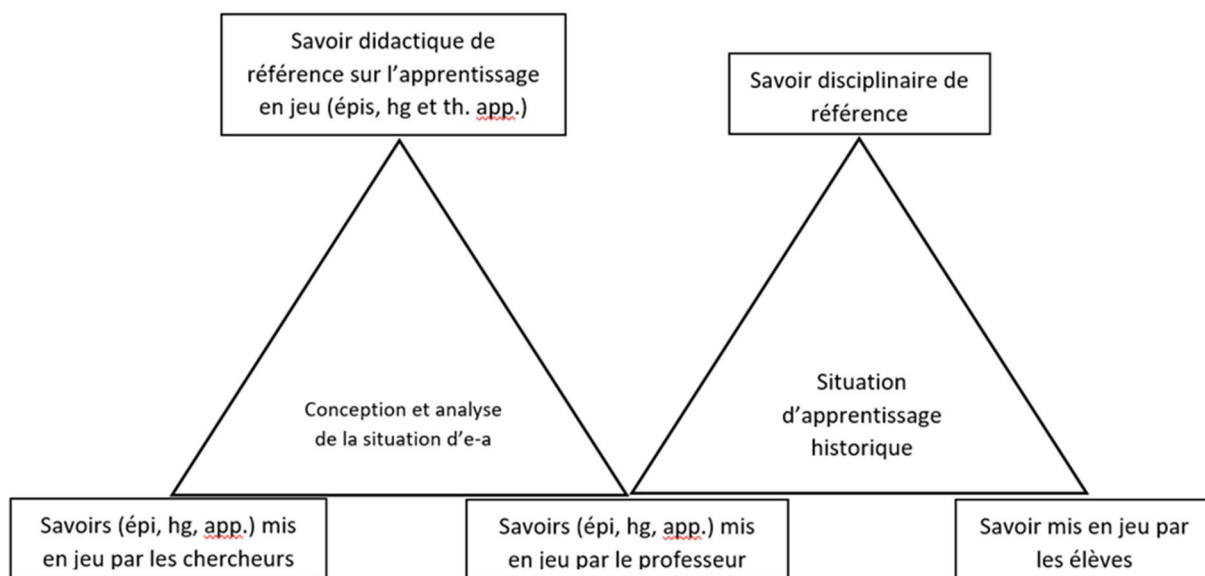 Savoir didactique de
référence sur l’apprentissage
en jeu (épis, hg et th. app.)
Savoir disciplinaire de
référence
Conception et analyse
de la situation d’e-a
Situation
d’apprentissage
historique
Savoirs (épi, hg, app.) mis
en jeu par les chercheurs
Savoirs (épi, hg, app.) mis
en jeu par le professeur
Savoir mis en jeu par
les élèves